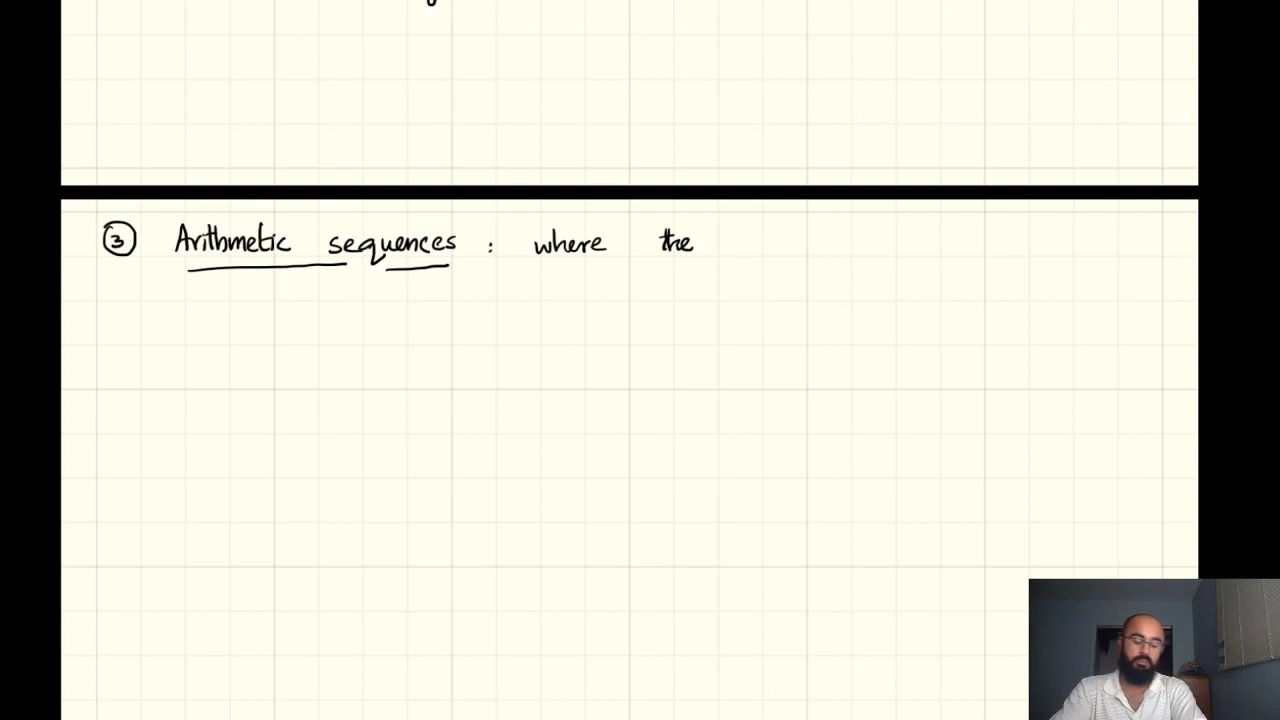 ③ Arithmetic sequences : where the